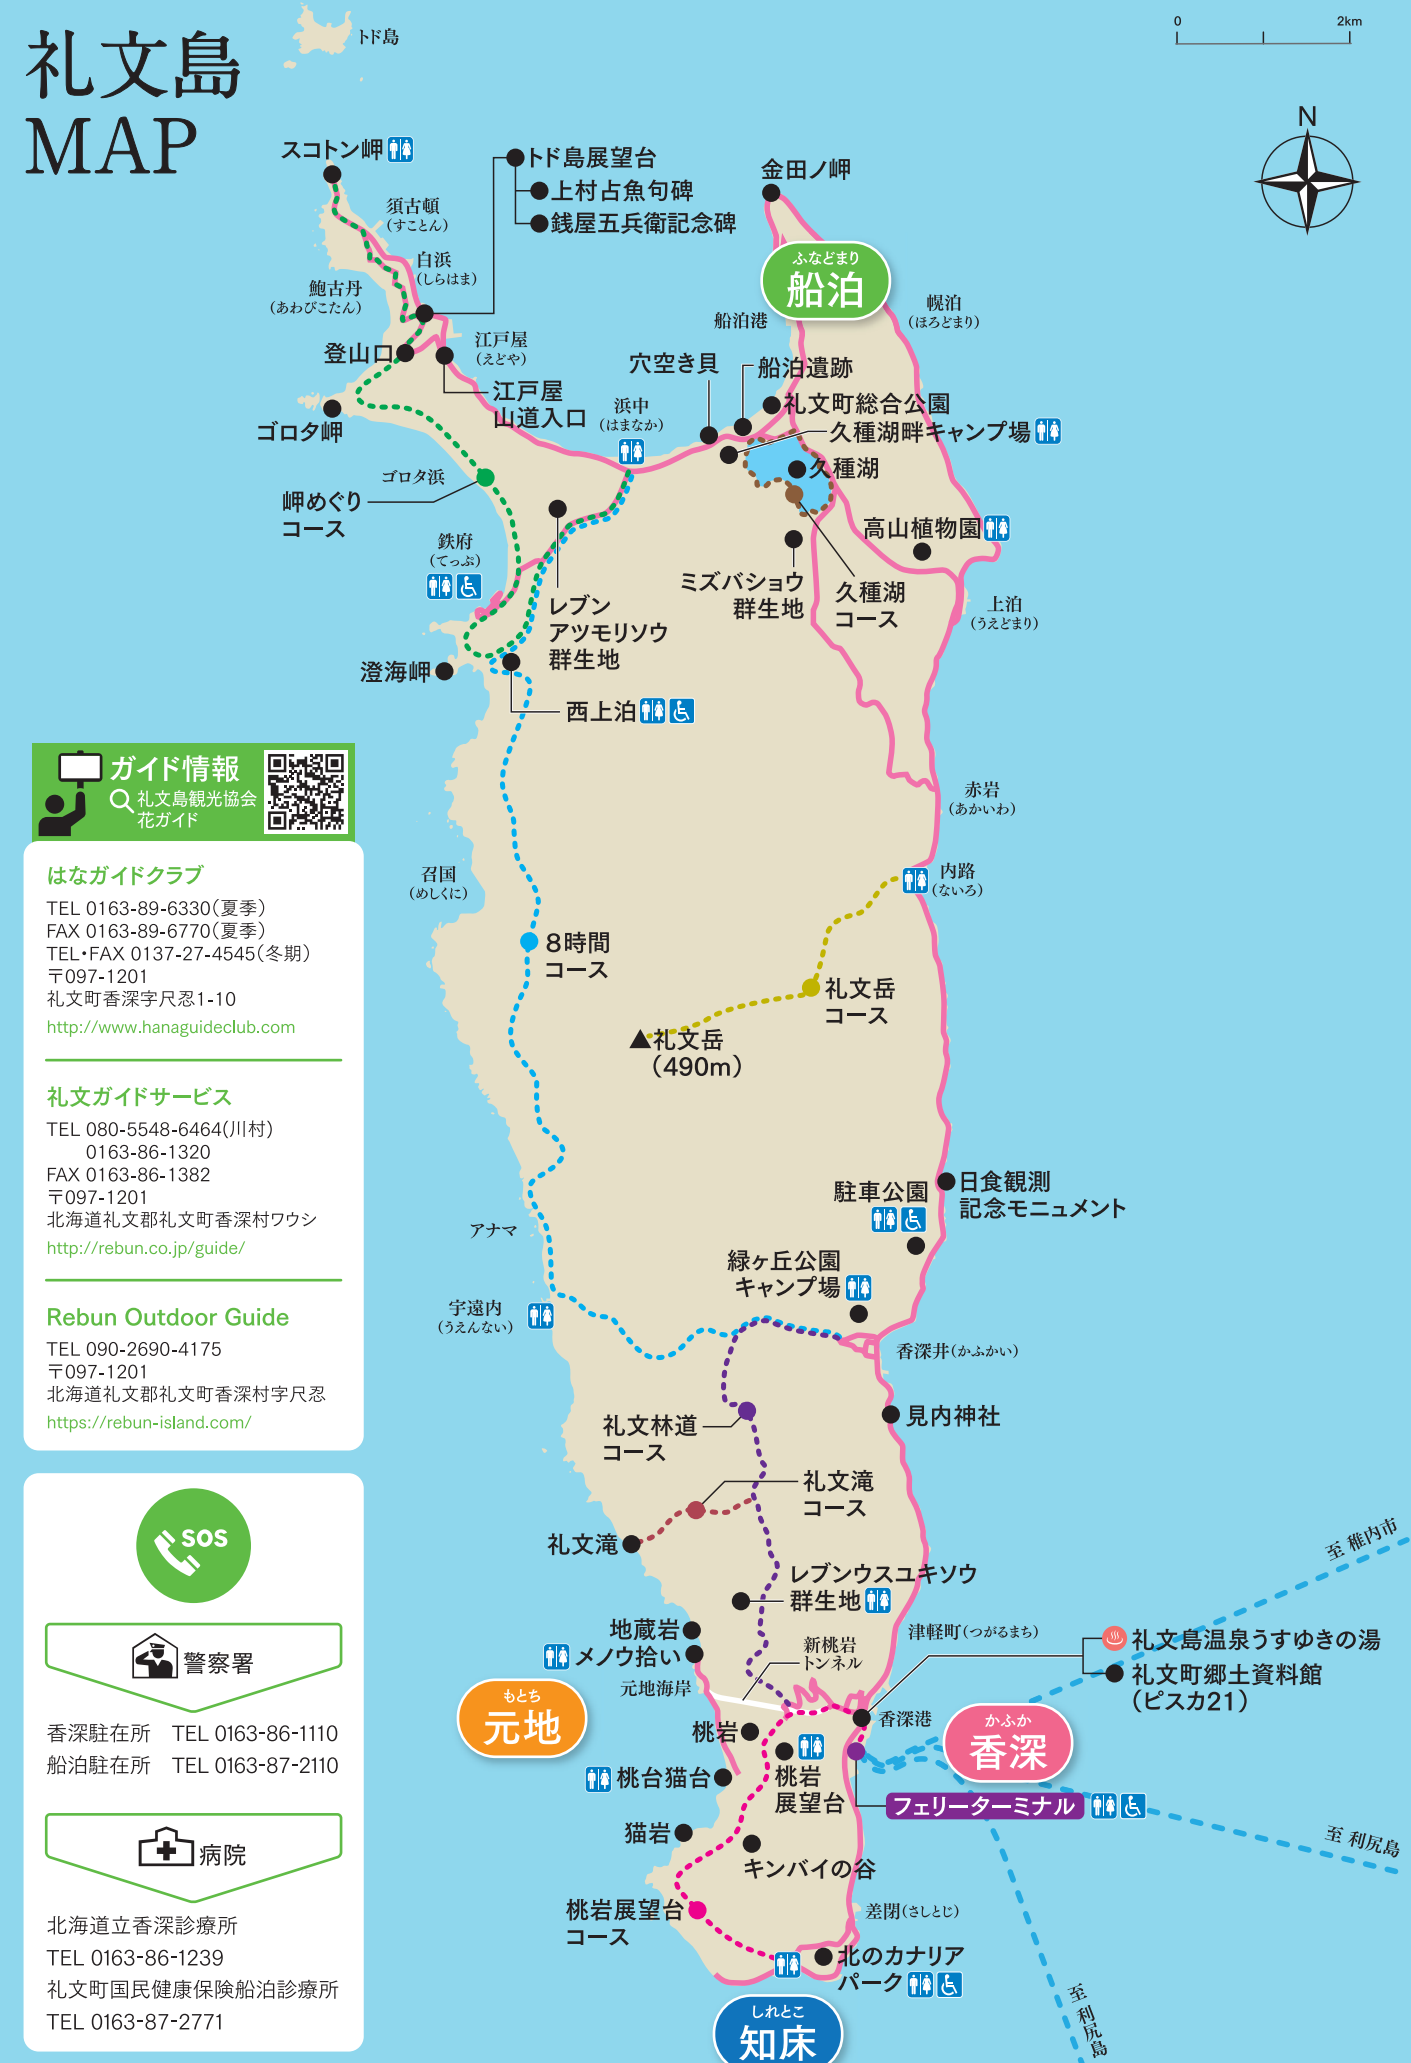 礼文島
MAP
トド島
0
2km
N
スコトン岬
トド島展望台
上村占魚句碑
銭屋五兵衛記念碑
須古頓
(すことん)
白浜
(しらはま)
鮑古丹
(あわびこたん)
登山口
江戸屋
(えどや)
江戸屋
山道入口
ゴロタ岬
ゴロタ浜
岬めぐり
コース
浜中
(はまなか)
鉄府
(てっぷ)
金田ノ岬
ふなどまり
船泊
船泊港
幌泊
(ほろどまり)
穴空き貝
船泊遺跡
礼文町総合公園
久種湖畔キャンプ場
久種湖
高山植物園
ミズバショウ
群生地
久種湖
コース
上泊
(うえどまり)
レブン
アツモリソウ
群生地
澄海岬
西上泊
ガイド情報
礼文島観光協会
花ガイド
はなガイドクラブ
TEL 0163-89-6330(夏季)
FAX 0163-89-6770(夏季)
TEL・FAX 0137-27-4545(冬期)
〒097-1201
礼文町香深字尺忍1-10
http://www.hanaguideclub.com
礼文ガイドサービス
TEL 080-5548-6464(川村)
0163-86-1320
FAX 0163-86-1382
〒097-1201
北海道礼文郡礼文町香深村ワウシ
http://rebun.co.jp/guide/
Rebun Outdoor Guide
TEL 090-2690-4175
〒097-1201
北海道礼文郡礼文町香深村字尺忍
https://rebun-island.com/
SOS
警察署
香深駐在所 TEL 0163-86-1110
船泊駐在所 TEL 0163-87-2110
病院
北海道立香深診療所
TEL 0163-86-1239
礼文町国民健康保険船泊診療所
TEL 0163-87-2771
赤岩
(あかいわ)
内路
(ないろ)
召国
(めしくに)
8時間
コース
礼文岳
コース
▲礼文岳
(490m)
日食観測
記念モニュメント
駐車公園
緑ヶ丘公園
キャンプ場
アナマ
宇遠内
(うえんない)
香深井(かふかい)
見内神社
礼文林道
コース
礼文滝
コース
礼文滝
レブンウスユキソウ
群生地
地蔵岩
メノウ拾い
新桃岩
トンネル
津軽町(つがるまち)
元地海岸
もとち
元地
至 稚内市
礼文島温泉うすゆきの湯
礼文町郷土資料館
(ピスカ21)
香深港
かふか
香深
桃岩
桃岩
展望台
桃台猫台
フェリーターミナル
猫岩
キンバイの谷
至 利尻島
桃岩展望台
コース
差閉(さしとじ)
北のカナリア
パーク
至 利尻島
しれとこ
知床